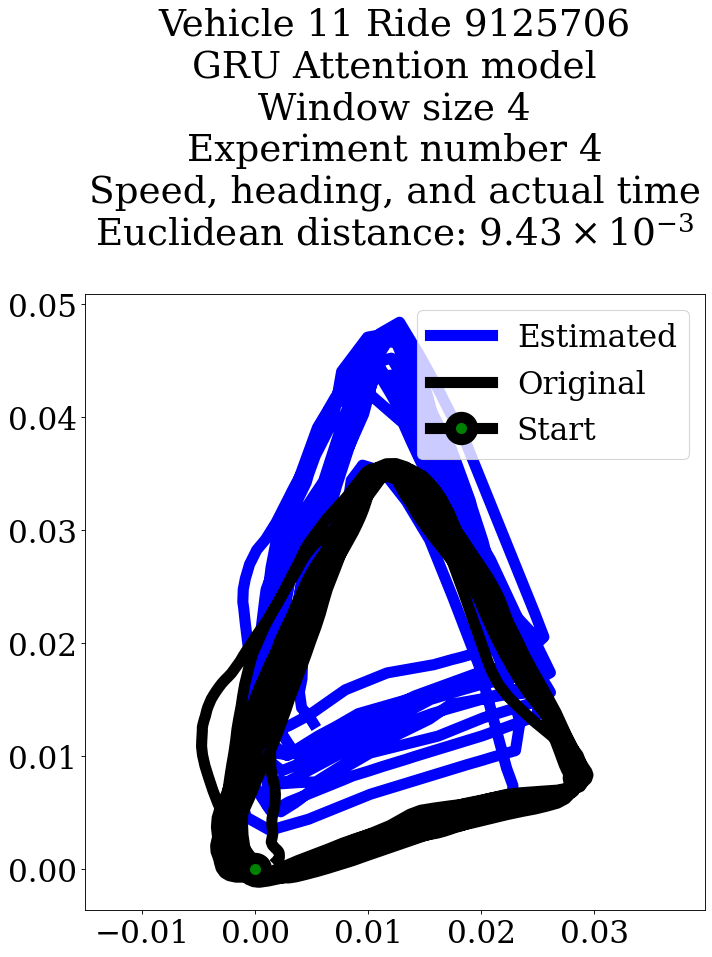 Vehicle 11 Ride 9125706
GRU Attention model
Window size 4
Experiment number 4
Speed, heading, and actual time
Euclidean distance: 9.43 × 10⁻³
Estimated
Original
Start
0.05
0.04
0.03
0.02
0.01
0.00
−0.01 0.00 0.01 0.02 0.03